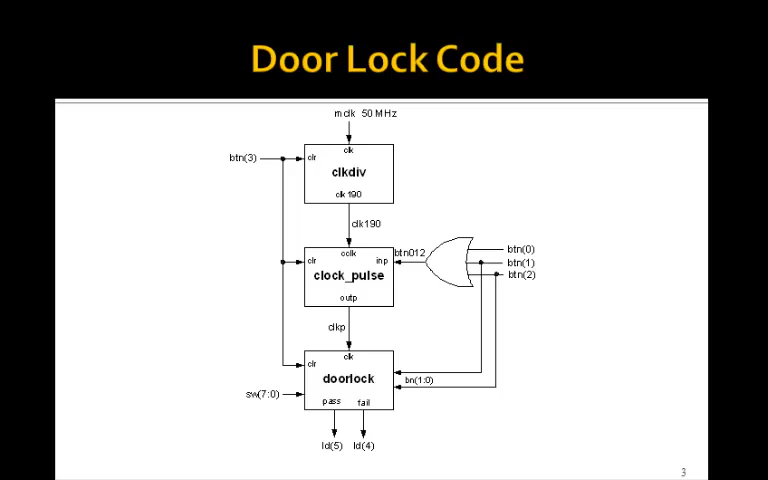 Door Lock Code
mclk 50 MHz
btn(3)
clr
clk
clkdiv
clk190
clk190
clr
cclk
inp
btn012
btn(0)
btn(1)
btn(2)
clock_pulse
outp
clkp
clr
clk
doorlock
bn(1:0)
sw(7:0)
pass
fail
ld(5)
ld(4)
3